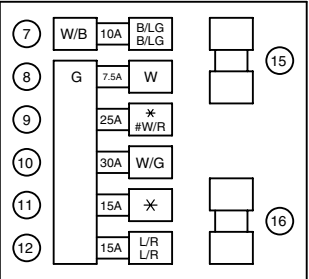 7 W/B 10A B/LG
B/LG
8 G 7.5A W
15
9 25A *
#W/R
10 30A W/G
11 15A *
16
12 15A L/R
L/R